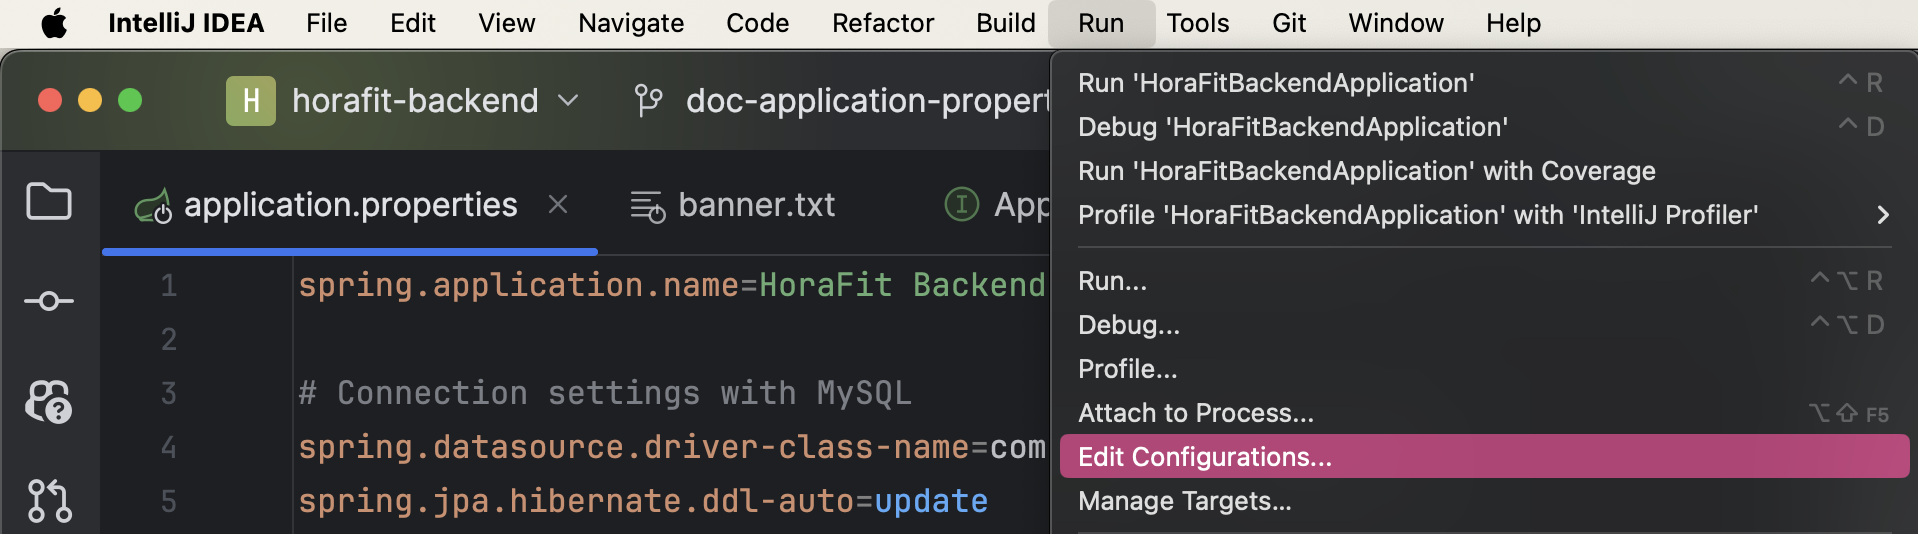 IntelliJ IDEA File Edit View Navigate Code Refactor Build Run Tools Git Window Help
H horafit-backend doc-application-propert
application.properties banner.txt App
1 spring.application.name=HoraFit Backend
2
3 # Connection settings with MySQL
4 spring.datasource.driver-class-name=com
5 spring.jpa.hibernate.ddl-auto=update
Run 'HoraFitBackendApplication' ⌃ R
Debug 'HoraFitBackendApplication' ⌃ D
Run 'HoraFitBackendApplication' with Coverage
Profile 'HoraFitBackendApplication' with 'IntelliJ Profiler'
Run... ⌃⌥ R
Debug... ⌃⌥ D
Profile...
Attach to Process... ⌥⇧ F5
Edit Configurations...
Manage Targets...